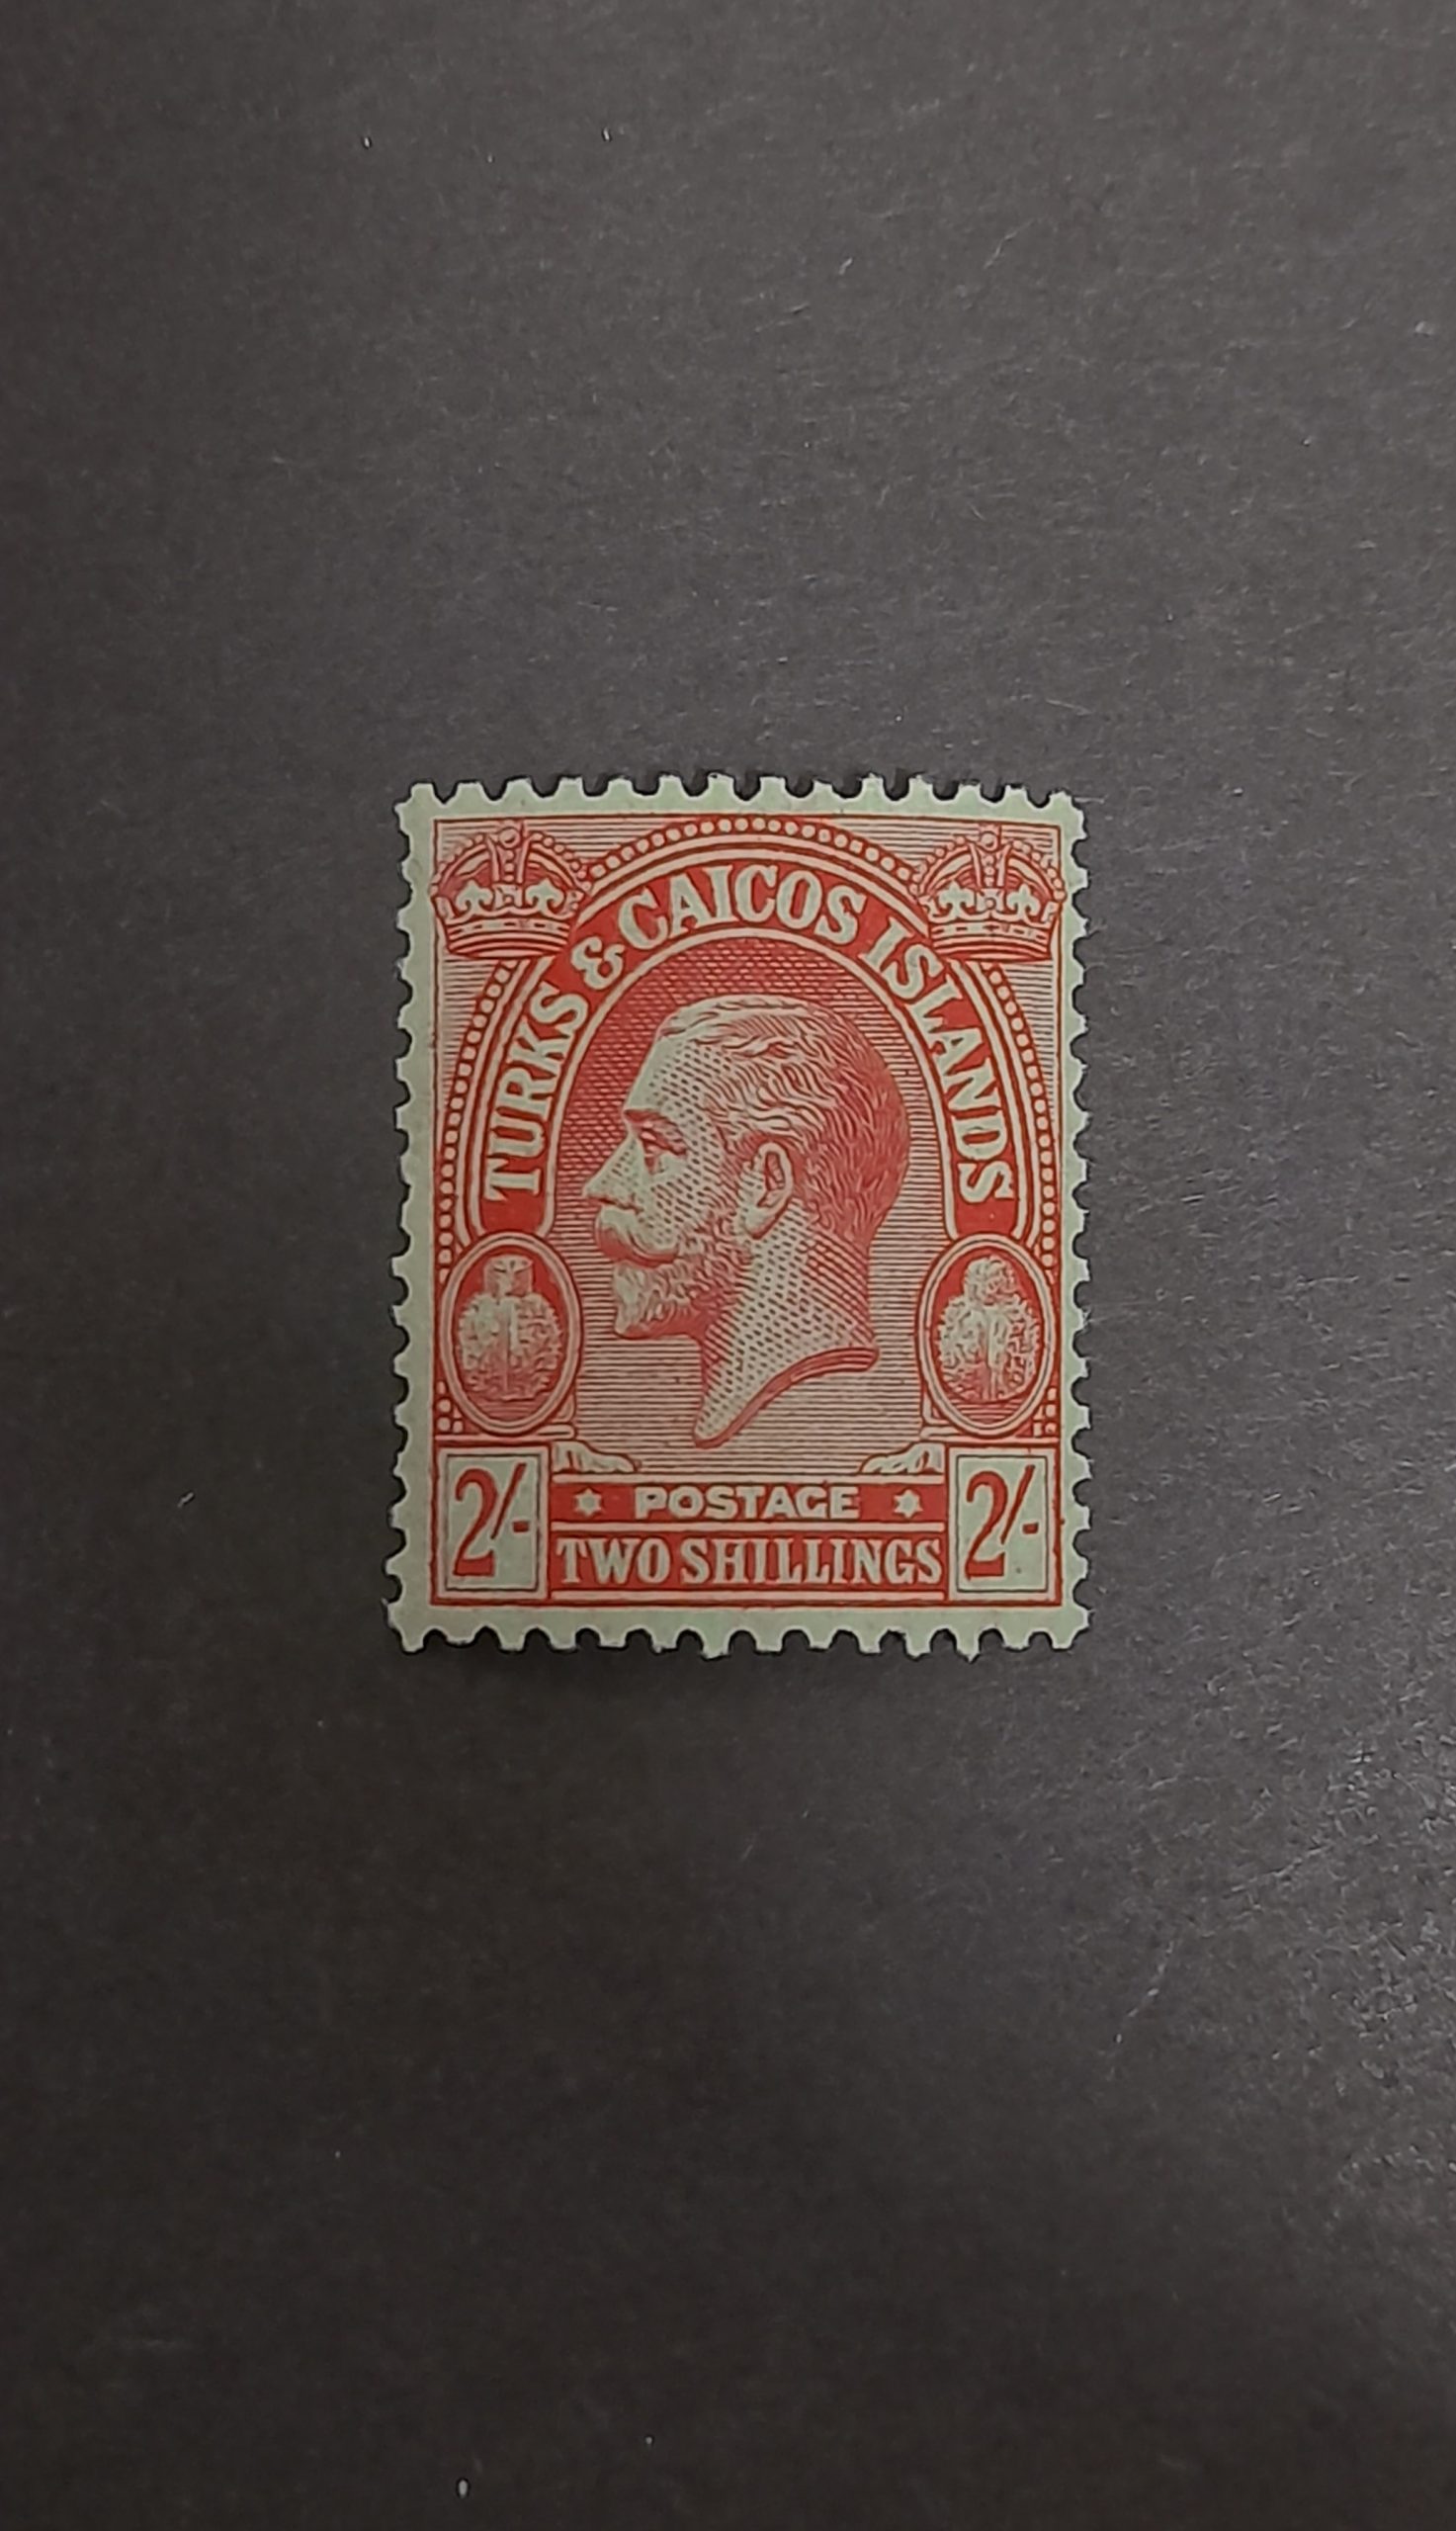 TURKS & CAICOS ISLANDS
POSTAGE
2/- TWO SHILLINGS 2/-